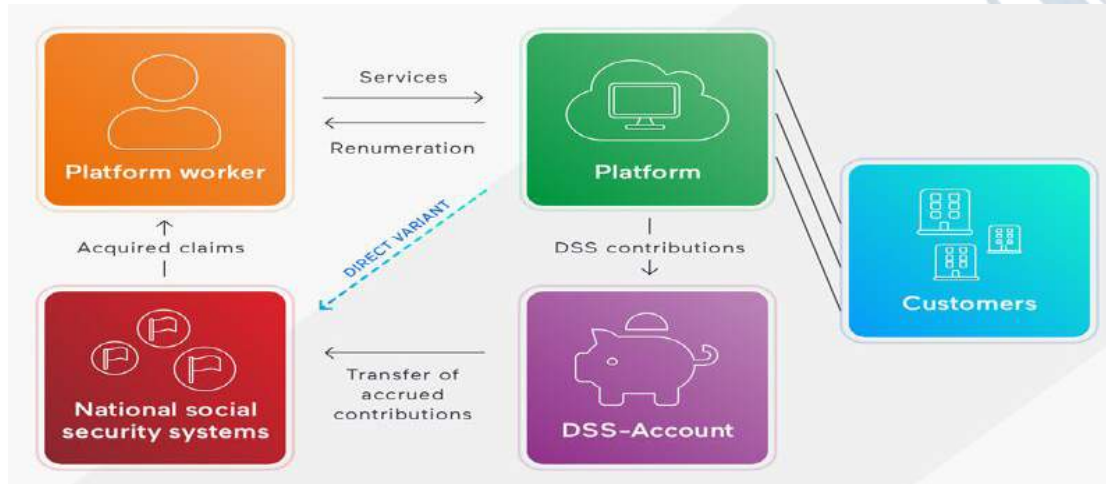 Services
Renumeration
Platform worker
Platform
DIRECT VARIANT
Acquired claims
DSS contributions
Customers
Transfer of
accrued
contributions
National social
security systems
DSS-Account